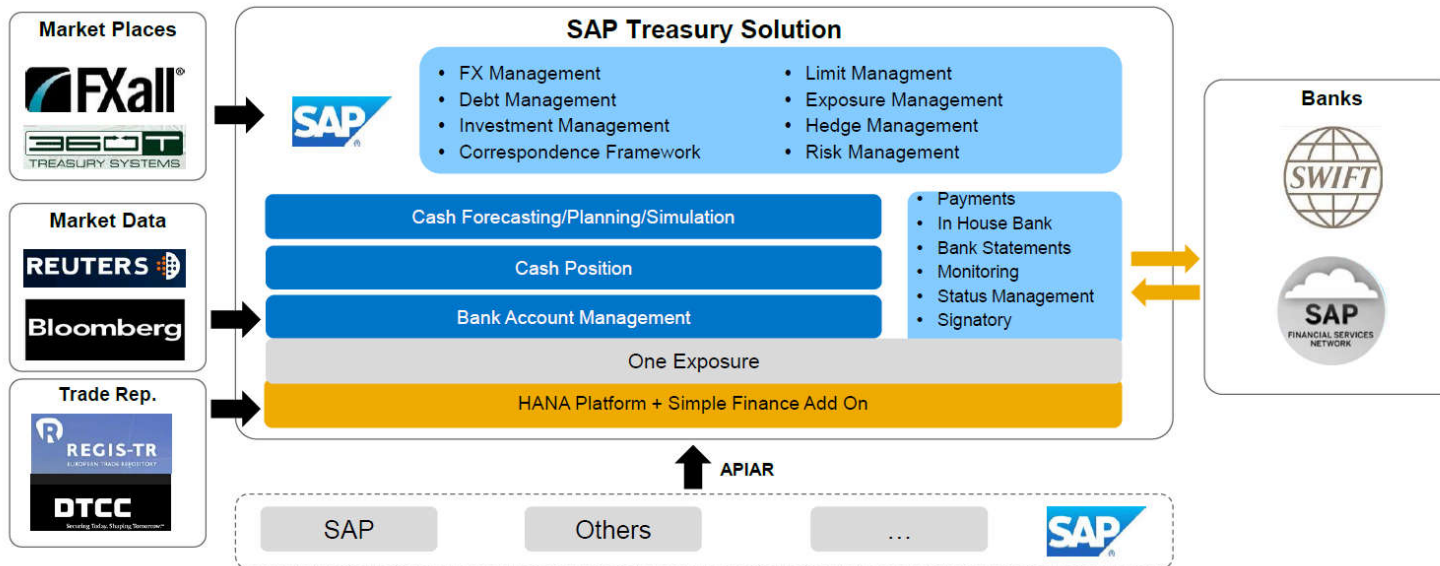 Market Places
FXall®
360T
TREASURY SYSTEMS
Market Data
REUTERS
Bloomberg
Trade Rep.
R
REGIS-TR
EUROPEAN TRADE REPOSITORY
DTCC
Securing Today. Shaping Tomorrow.™
SAP Treasury Solution
SAP®
• FX Management
• Debt Management
• Investment Management
• Correspondence Framework
• Limit Managment
• Exposure Management
• Hedge Management
• Risk Management
Cash Forecasting/Planning/Simulation
Cash Position
Bank Account Management
• Payments
• In House Bank
• Bank Statements
• Monitoring
• Status Management
• Signatory
One Exposure
HANA Platform + Simple Finance Add On
APIAR
SAP
Others
...
SAP®
Banks
SWIFT
SAP
FINANCIAL SERVICES
NETWORK